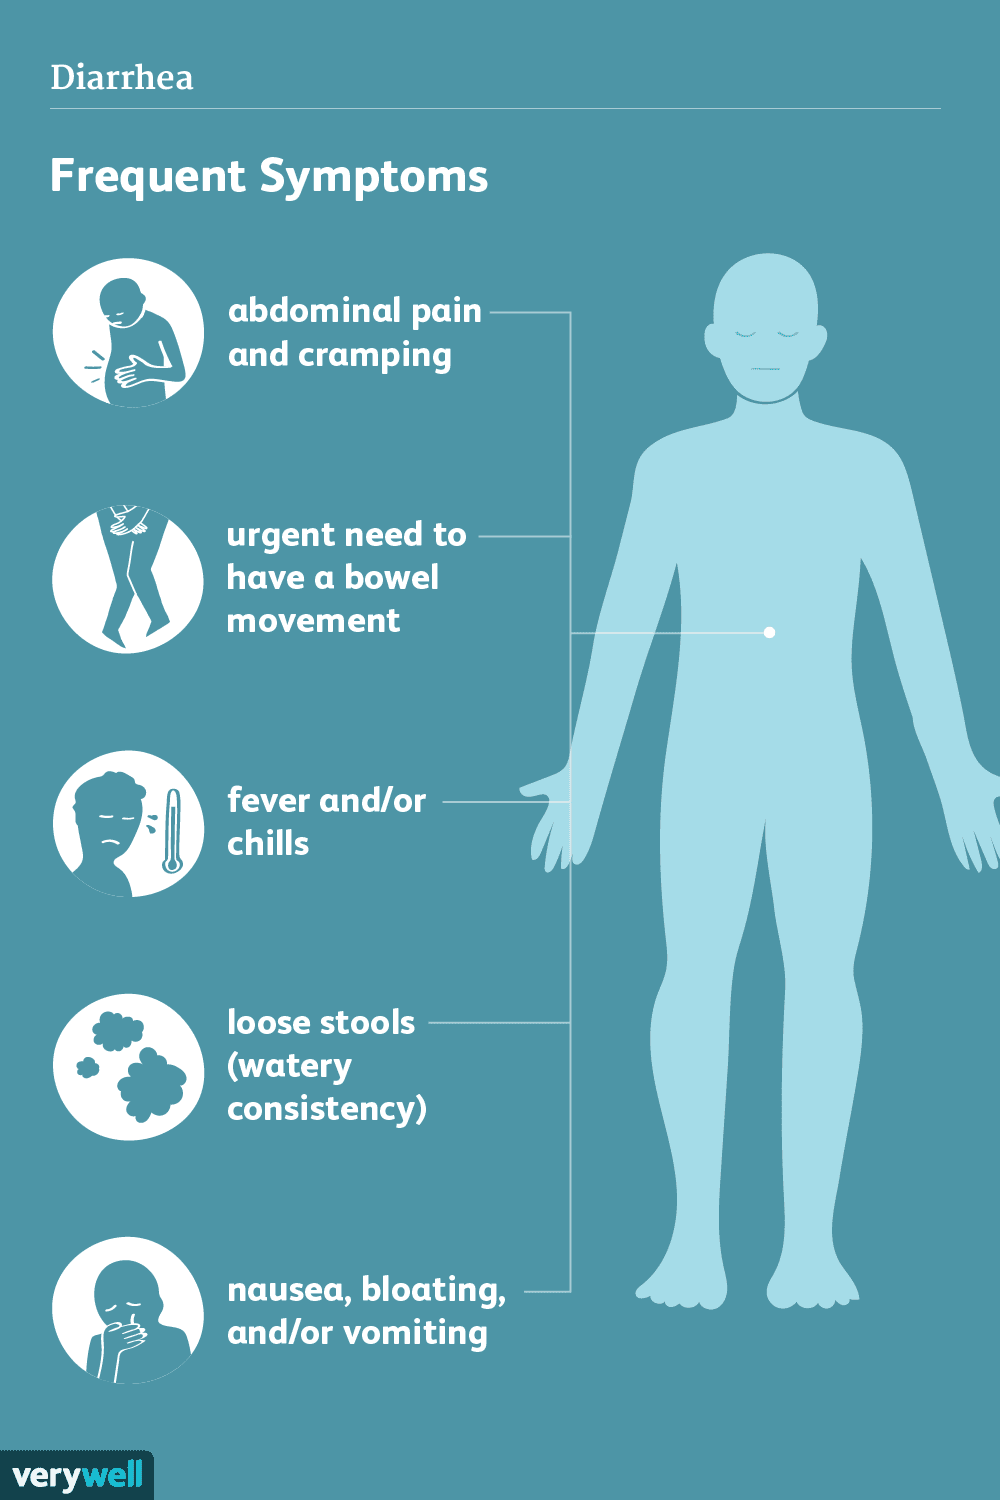 Diarrhea
Frequent Symptoms
abdominal pain
and cramping
urgent need to
have a bowel
movement
fever and/or
chills
loose stools
(watery
consistency)
nausea, bloating,
and/or vomiting
verywell